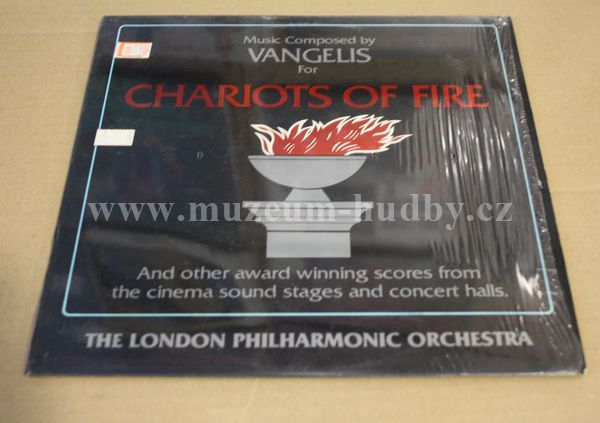 Music Composed by
VANGELIS
For
CHARIOTS OF FIRE
www.muzeum-hudby.cz
And other award winning scores from
the cinema sound stages and concert halls.
THE LONDON PHILHARMONIC ORCHESTRA